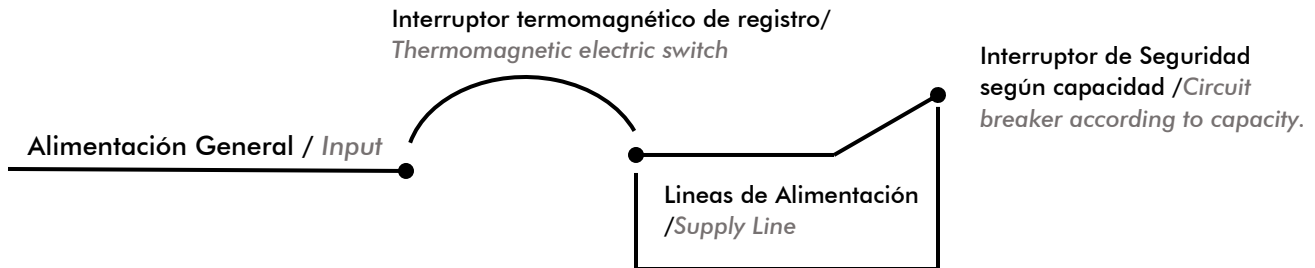 Interruptor termomagnético de registro/
Thermomagnetic electric switch
Interruptor de Seguridad
según capacidad /Circuit
breaker according to capacity.
Alimentación General / Input
Lineas de Alimentación
/Supply Line